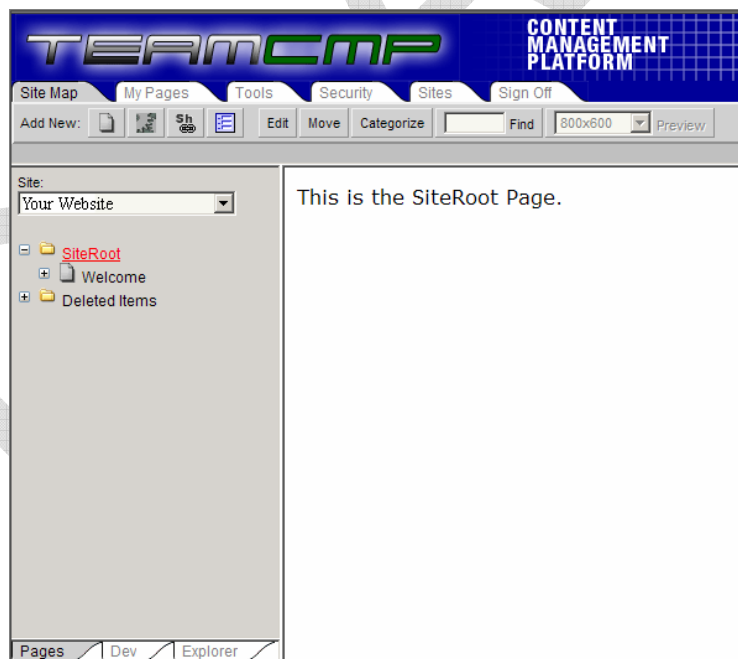 TEAMCMP
CONTENT
MANAGEMENT
PLATFORM
Site Map My Pages Tools Security Sites Sign Off
Add New: Sh Edit Move Categorize Find 800x600 Preview
Site:
Your Website
This is the SiteRoot Page.
SiteRoot
Welcome
Deleted Items
Pages Dev Explorer